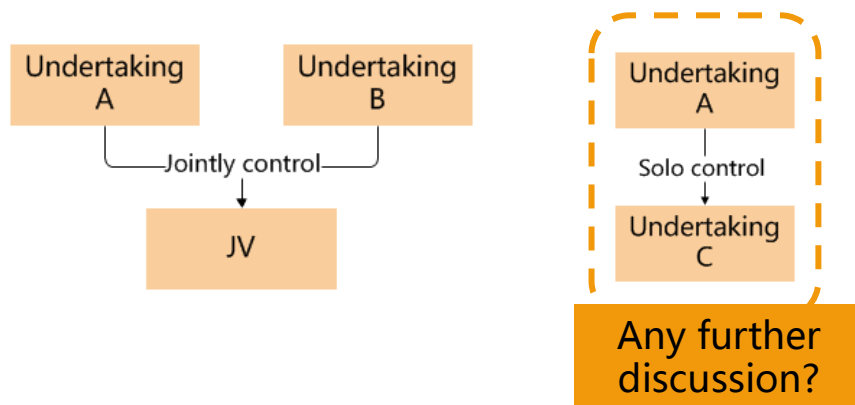 Undertaking
A
Undertaking
B
Jointly control
JV
Undertaking
A
Solo control
Undertaking
C
Any further
discussion?